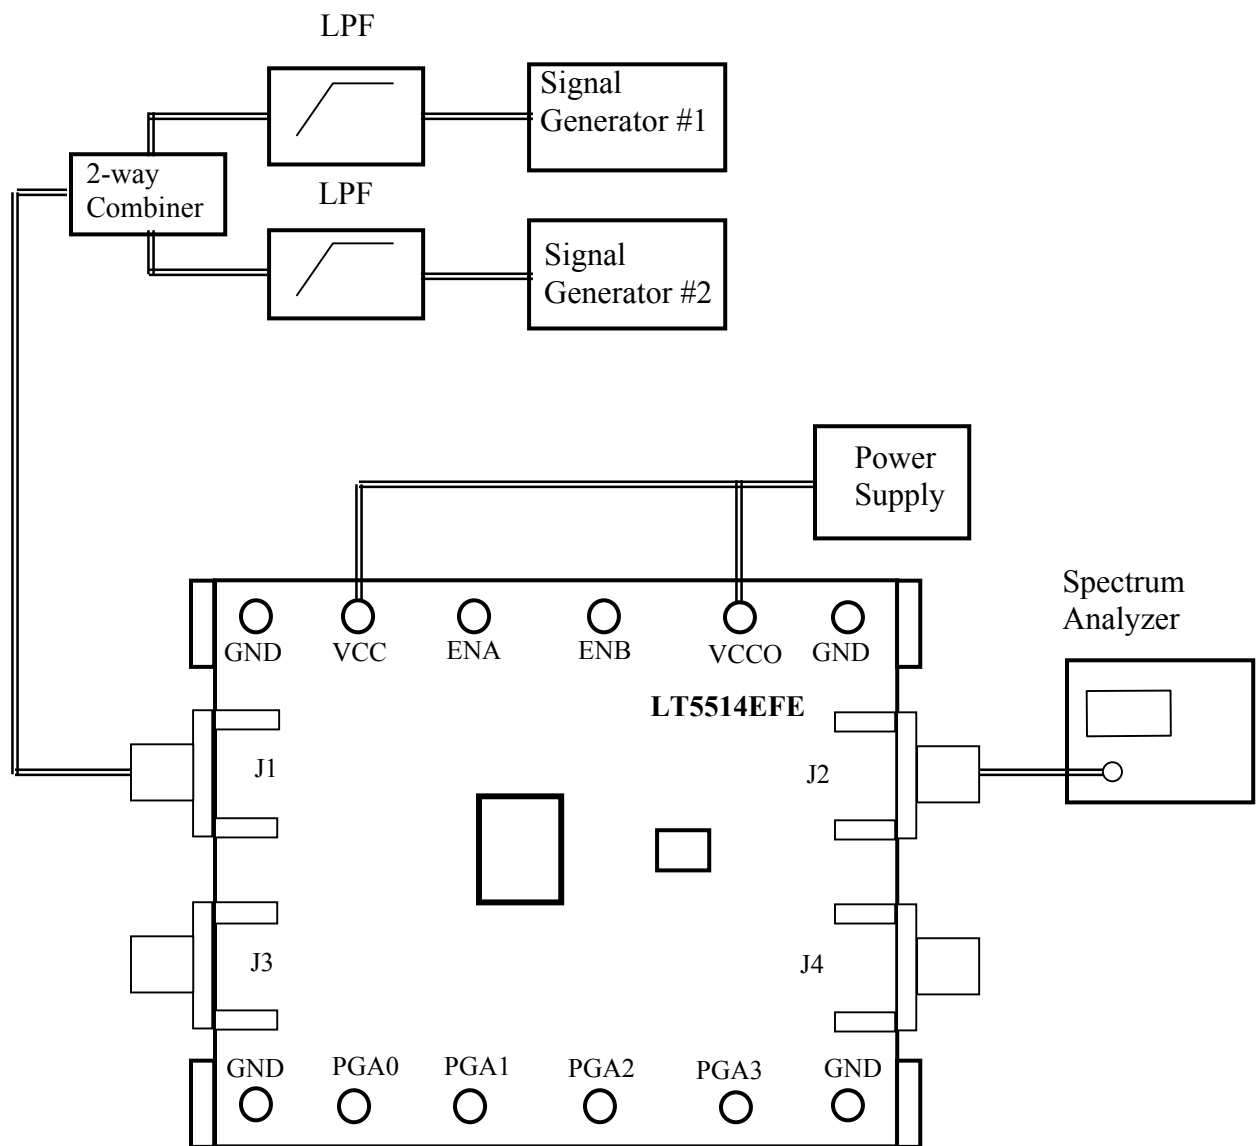 LPF
Signal
Generator #1
2-way
Combiner
LPF
Signal
Generator #2
Power
Supply
Spectrum
Analyzer
GND
VCC
ENA
ENB
VCCO
GND
LT5514EFE
J1
J2
J3
J4
GND
PGA0
PGA1
PGA2
PGA3
GND